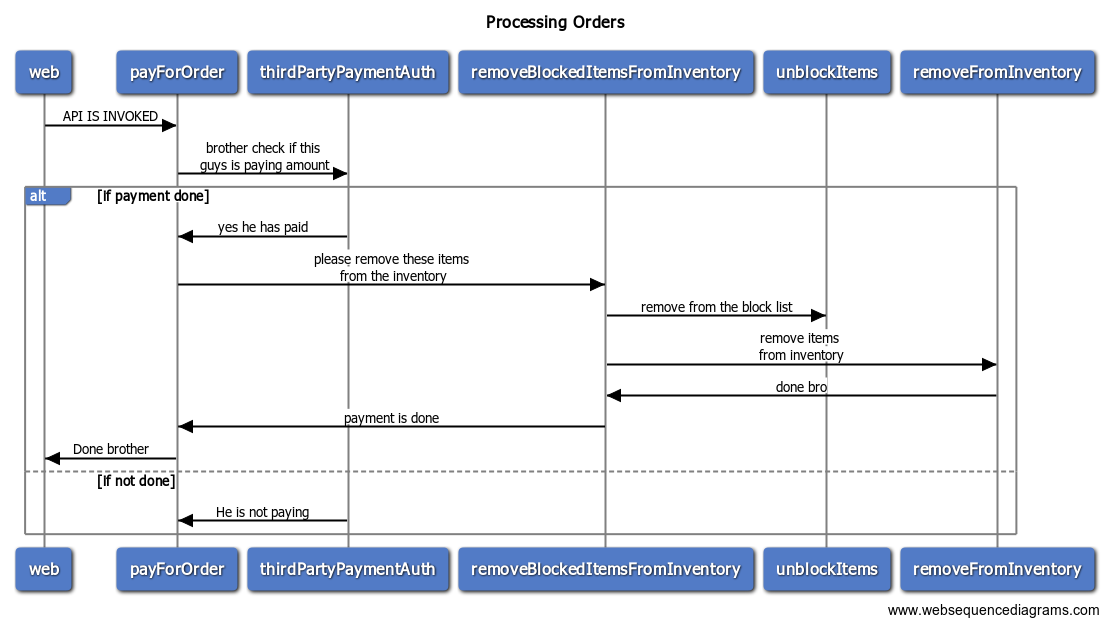 Processing Orders
web
payForOrder
thirdPartyPaymentAuth
removeBlockedItemsFromInventory
unblockItems
removeFromInventory
API IS INVOKED
brother check if this
guys is paying amount
alt
[If payment done]
yes he has paid
please remove these items
from the inventory
remove from the block list
remove items
from inventory
done bro
payment is done
Done brother
[If not done]
He is not paying
web
payForOrder
thirdPartyPaymentAuth
removeBlockedItemsFromInventory
unblockItems
removeFromInventory
www.websequencediagrams.com